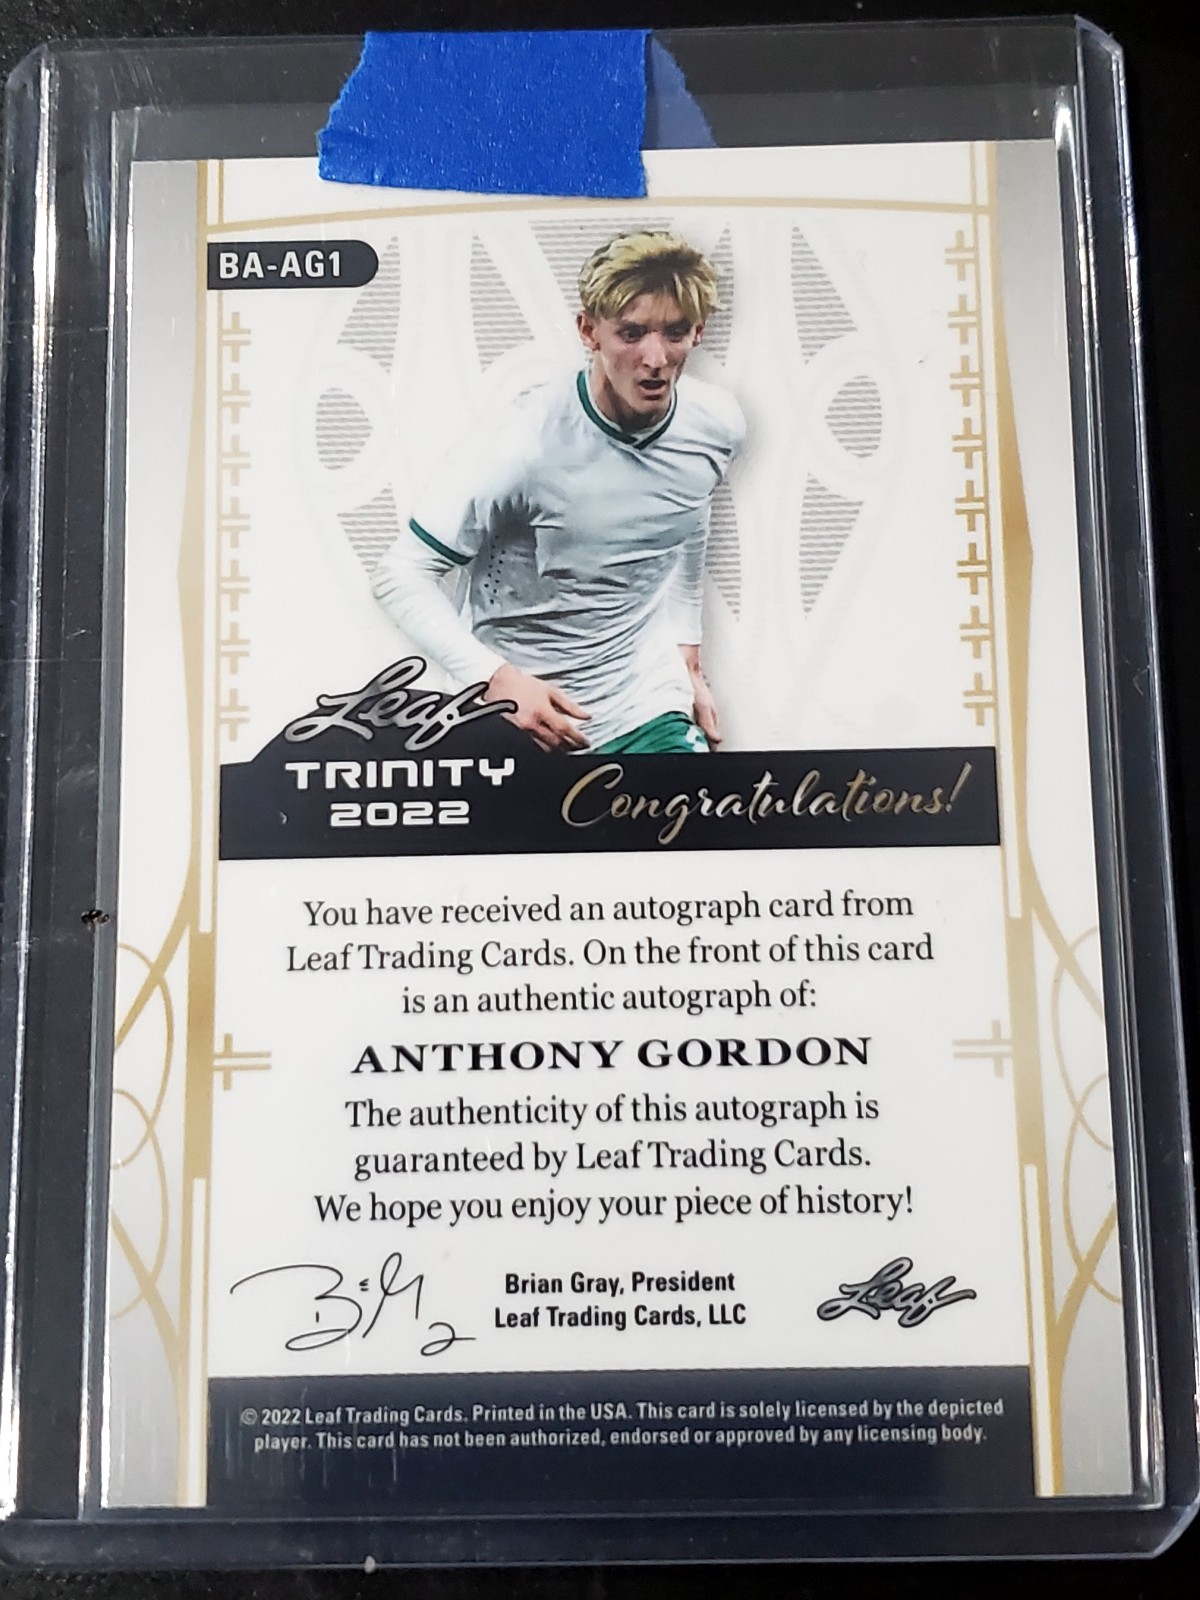 BA-AG1
Leaf
TRINITY
2022
Congratulations!
You have received an autograph card from
Leaf Trading Cards. On the front of this card
is an authentic autograph of:
ANTHONY GORDON
The authenticity of this autograph is
guaranteed by Leaf Trading Cards.
We hope you enjoy your piece of history!
Brian Gray, President
Leaf Trading Cards, LLC
Leaf
© 2022 Leaf Trading Cards. Printed in the USA. This card is solely licensed by the depicted
player. This card has not been authorized, endorsed or approved by any licensing body.